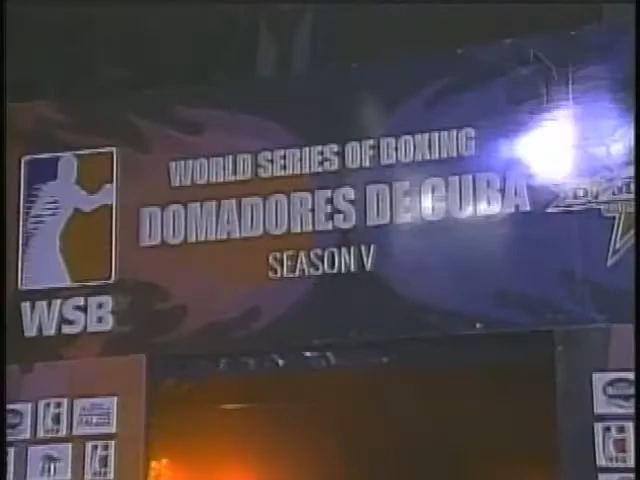 WORLD SERIES OF BOXING
DOMADORES DE CUBA
SEASON V
WSB